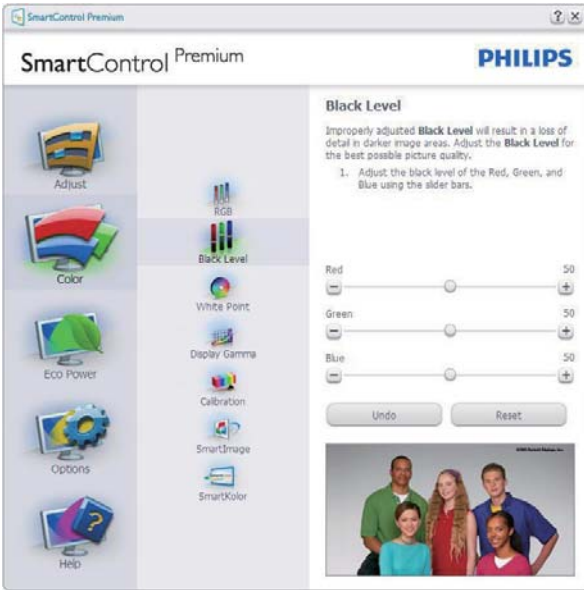 SmartControl Premium
SmartControl Premium
PHILIPS
Adjust
Color
Eco Power
Options
Help
RGB
Black Level
White Point
Display Gamma
Calibration
SmartImage
SmartKolor
Black Level
Improperly adjusted Black Level will result in a loss of
detail in darker image areas. Adjust the Black Level for
the best possible picture quality.
1. Adjust the black level of the Red, Green, and
Blue using the slider bars.
Red 50
Green 50
Blue 50
Undo Reset